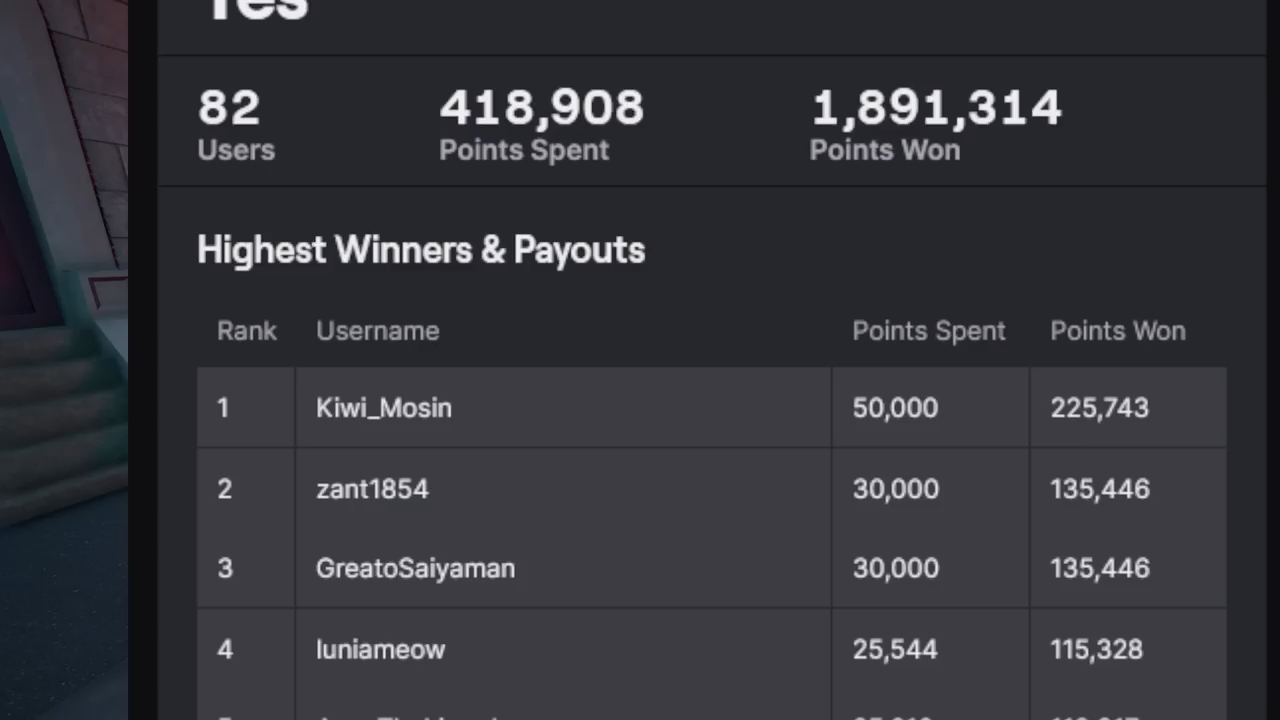 Yes
82 418,908 1,891,314
Users Points Spent Points Won
Highest Winners & Payouts
Rank Username Points Spent Points Won
1 Kiwi_Mosin 50,000 225,743
2 zant1854 30,000 135,446
3 GreatoSaiyaman 30,000 135,446
4 luniameow 25,544 115,328